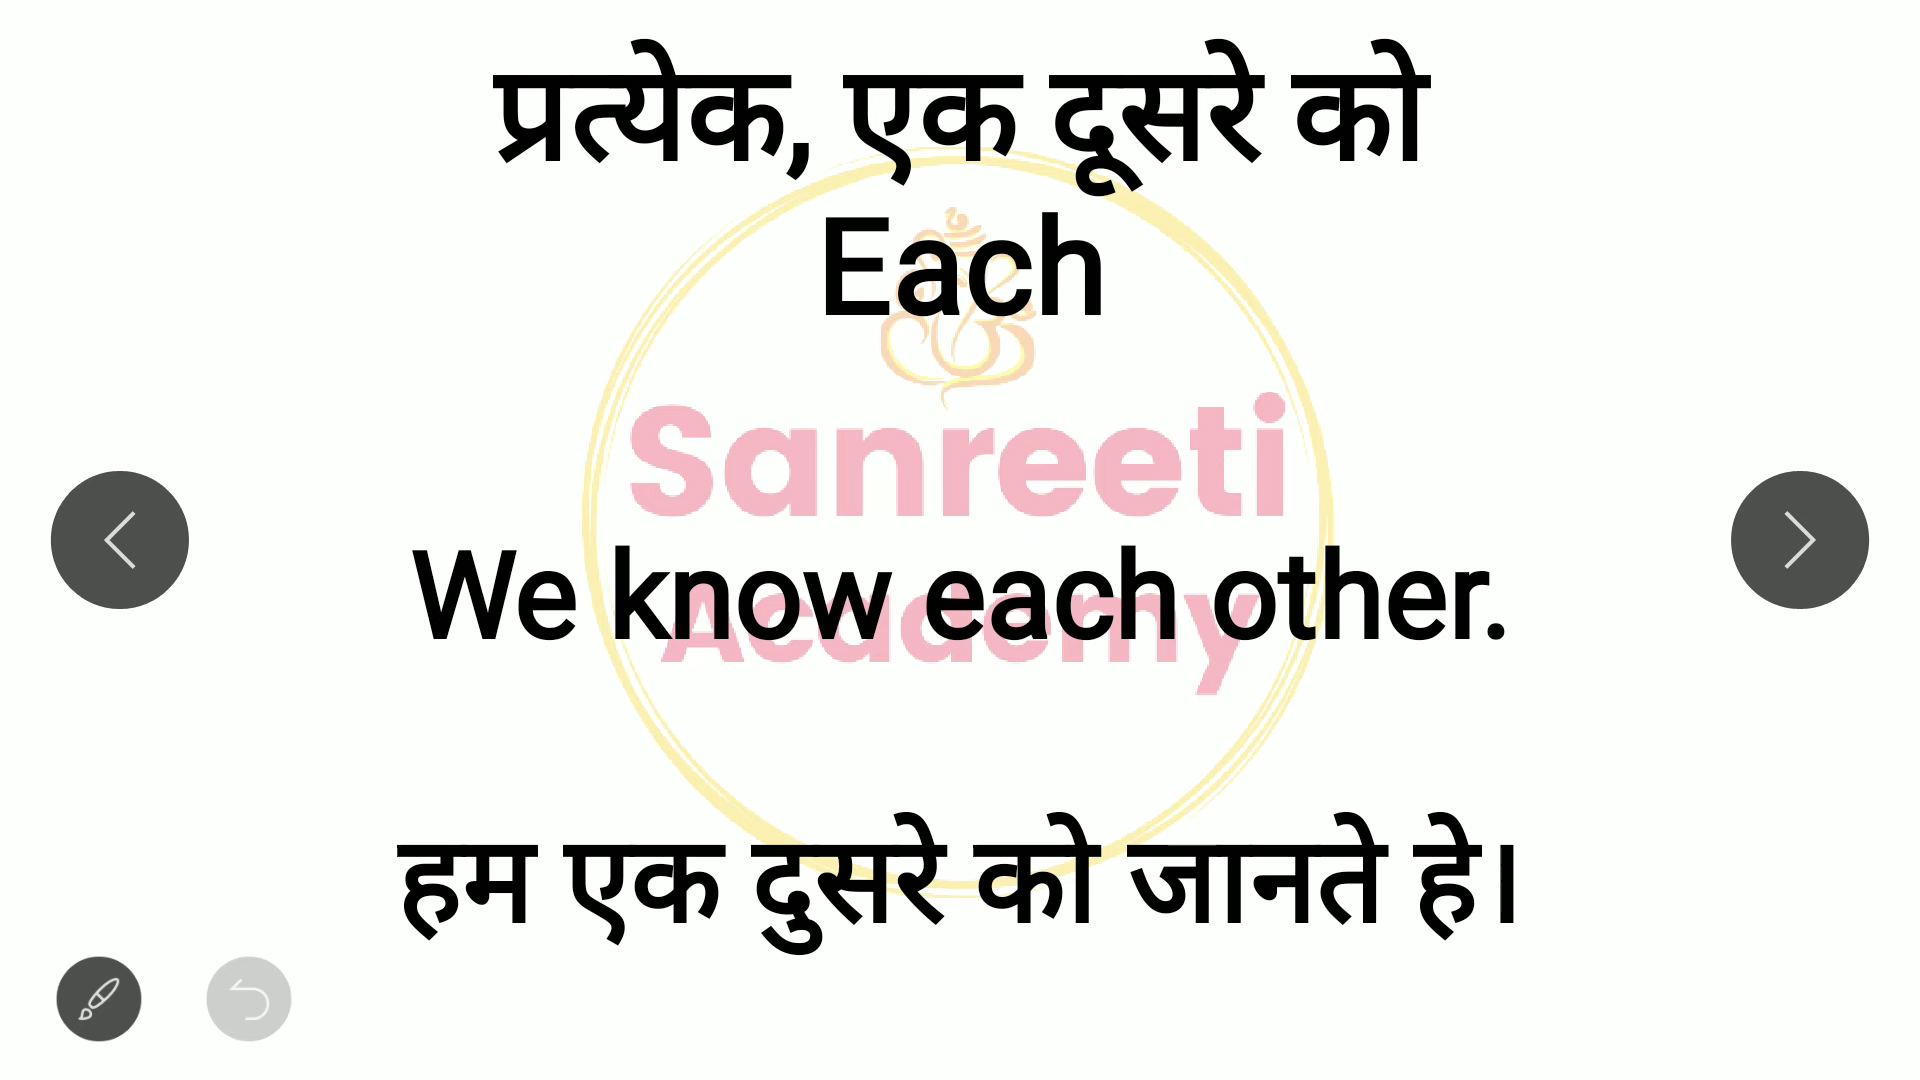 प्रत्येक, एक दूसरे को
Each
Sanreeti
We know each other.
Academy
हम एक दुसरे को जानते हे।